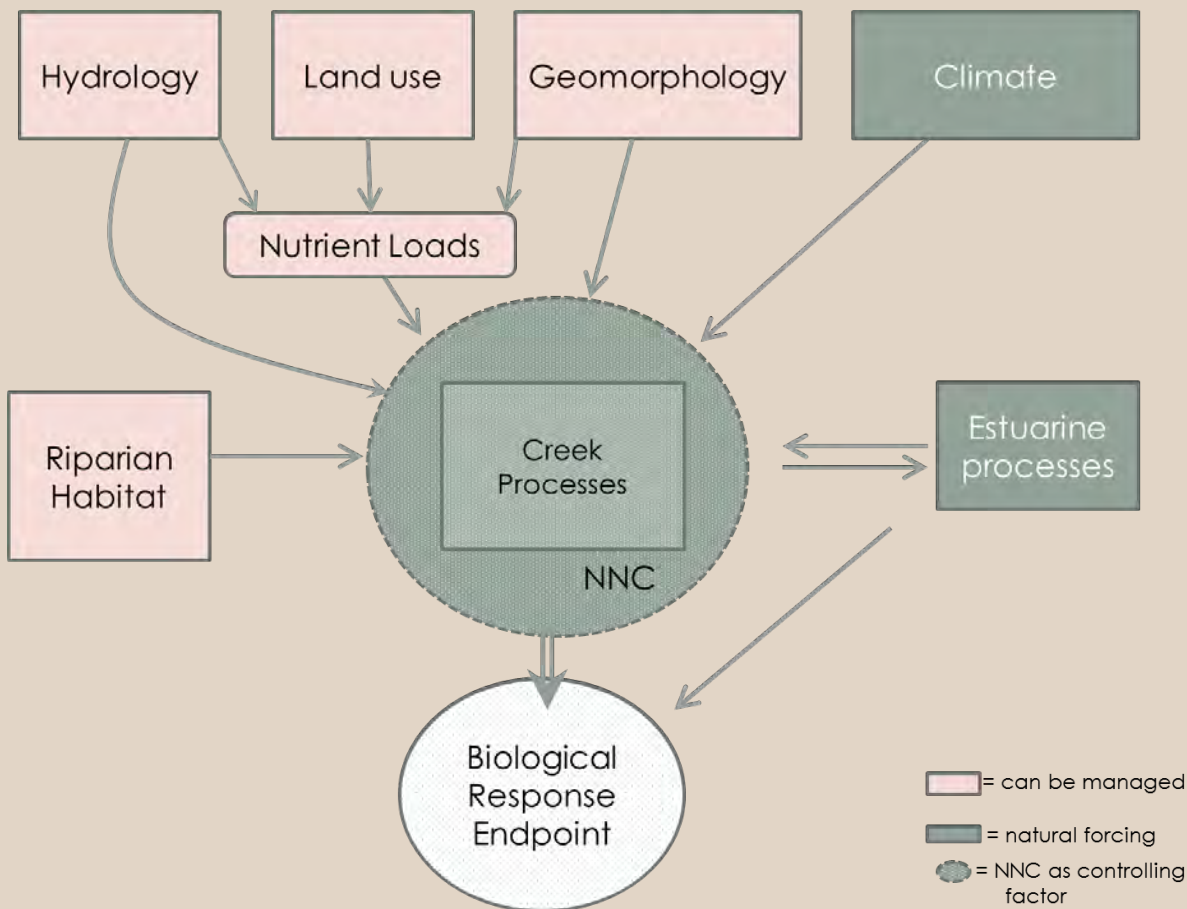 Hydrology
Land use
Geomorphology
Climate
Nutrient Loads
Riparian
Habitat
Creek
Processes
NNC
Estuarine
processes
Biological
Response
Endpoint
= can be managed
= natural forcing
= NNC as controlling
factor